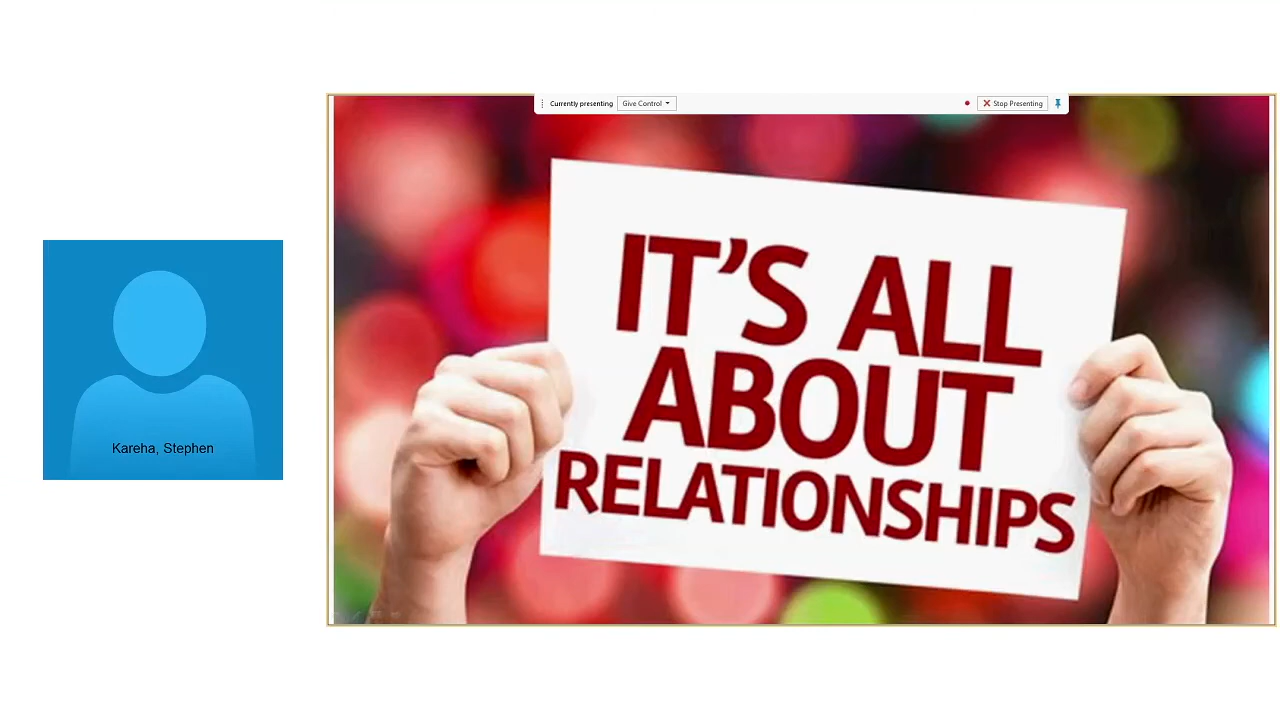 Currently presenting Give Control Stop Presenting
IT'S ALL
ABOUT
RELATIONSHIPS
Kareha, Stephen